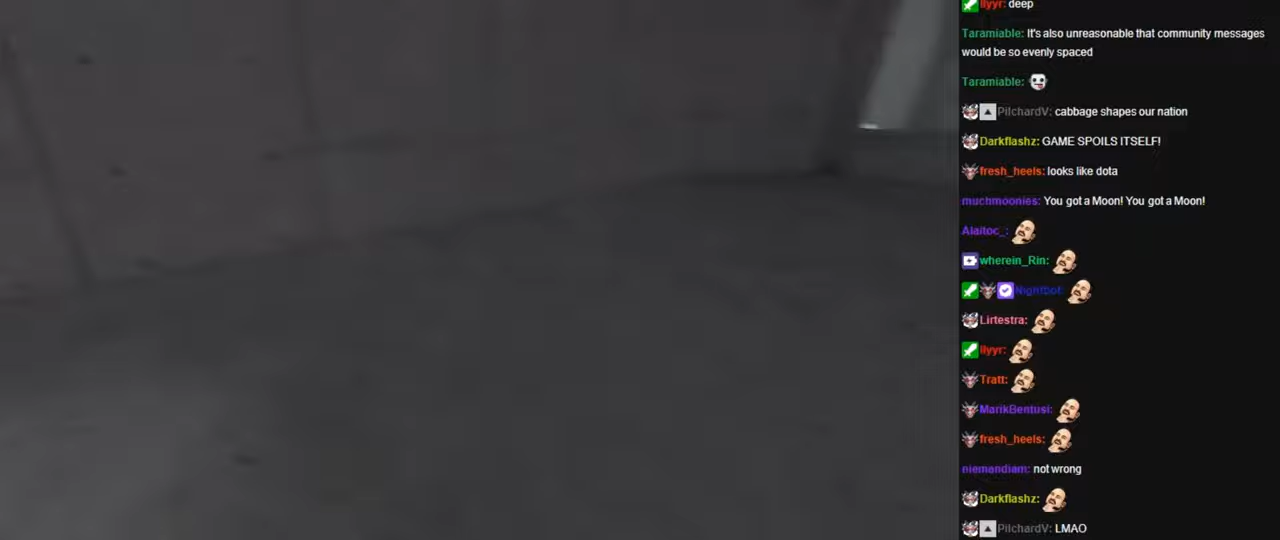 llyyr: deep
Taramiable: It's also unreasonable that community messages
would be so evenly spaced
Taramiable:
PilchardV: cabbage shapes our nation
Darkflashz: GAME SPOILS ITSELF!
fresh_heels: looks like dota
muchmoonies: You got a Moon! You got a Moon!
Alaitoc_:
wherein_Rin:
Nightbot:
Lirtestra:
llyyr:
Tratt:
MarikBentusi:
fresh_heels:
niemandiam: not wrong
Darkflashz:
PilchardV: LMAO